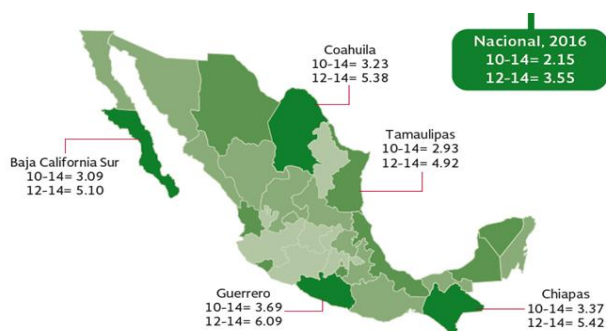 Nacional, 2016
10-14= 2.15
12-14= 3.55
Coahuila
10-14= 3.23
12-14= 5.38
Tamaulipas
10-14= 2.93
12-14= 4.92
Baja California Sur
10-14= 3.09
12-14= 5.10
Guerrero
10-14= 3.69
12-14= 6.09
Chiapas
10-14= 3.37
12-14= 5.42